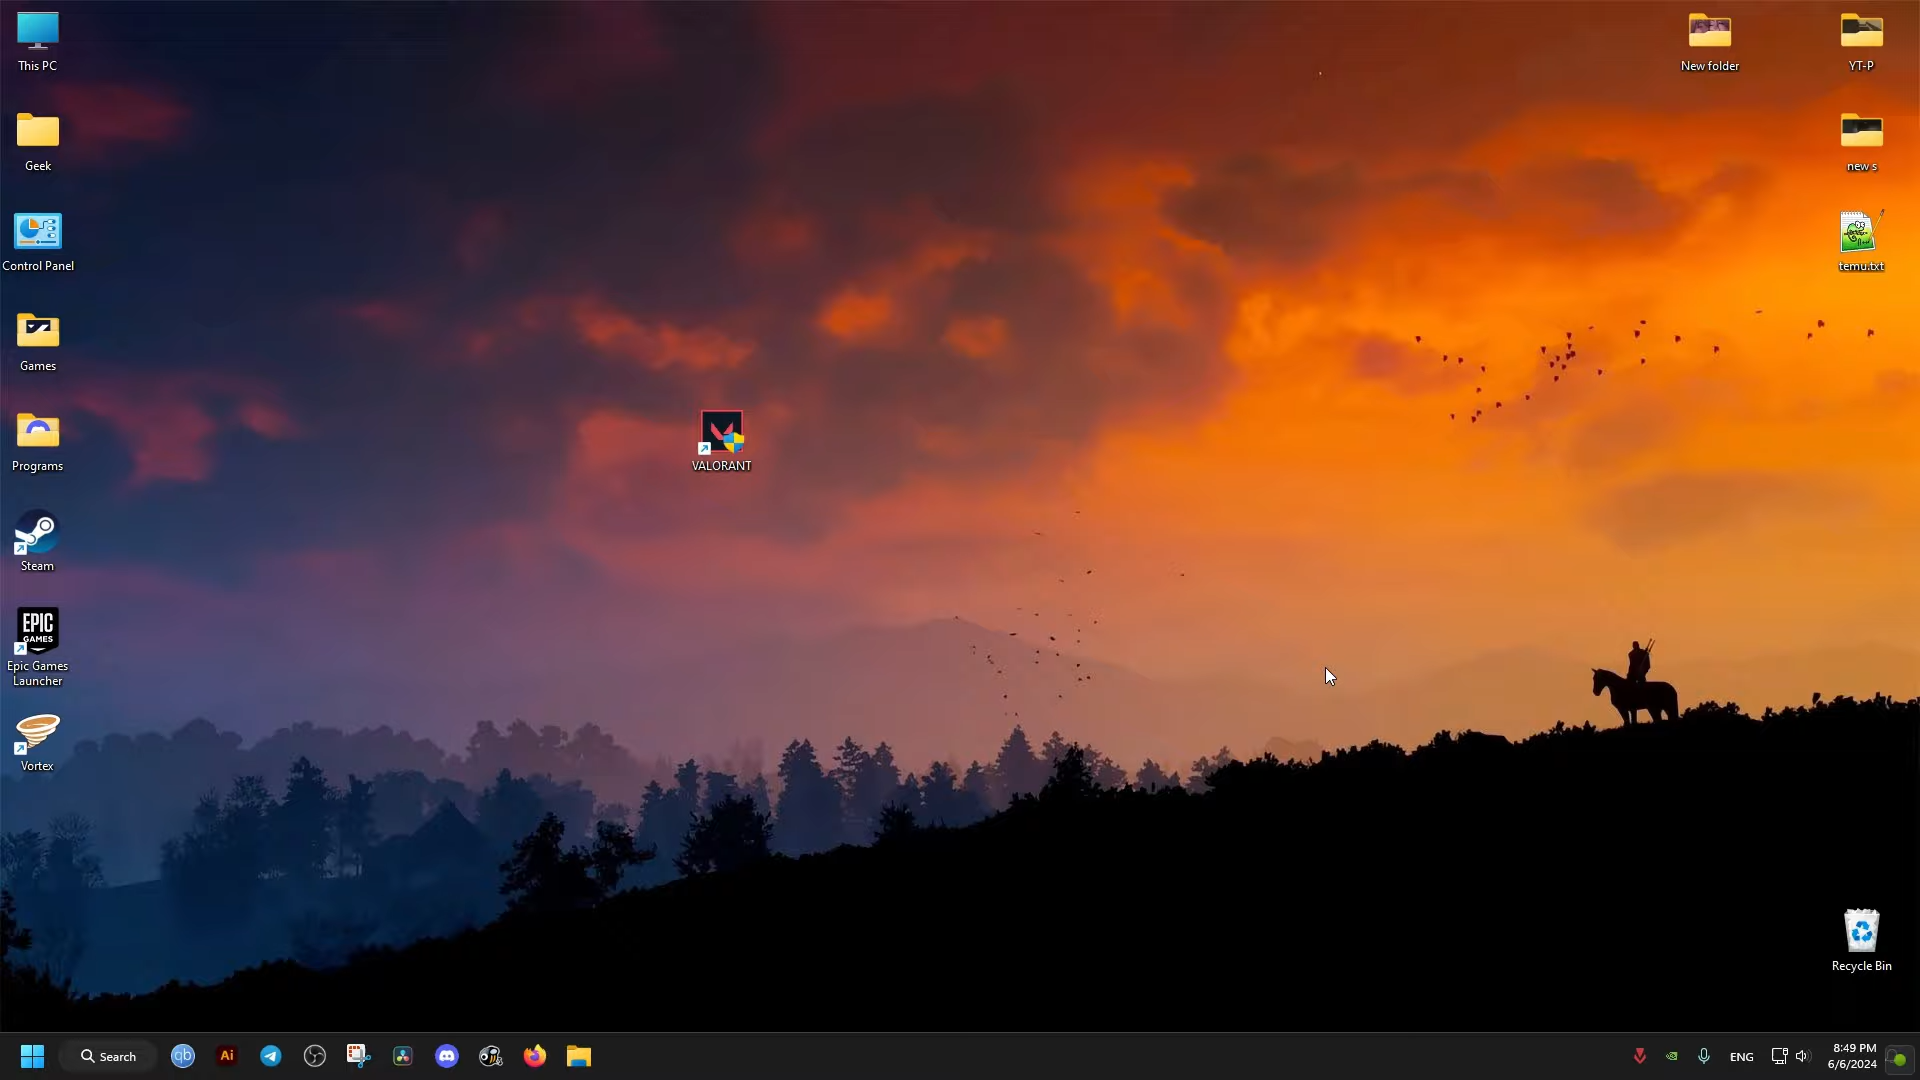 This PC
Geek
Control Panel
Games
Programs
Steam
EPIC
GAMES
Epic Games
Launcher
Vortex
VALORANT
New folder
YT-P
new s
temu.txt
Recycle Bin
Search
qb
Ai
ENG
8:49 PM
6/6/2024